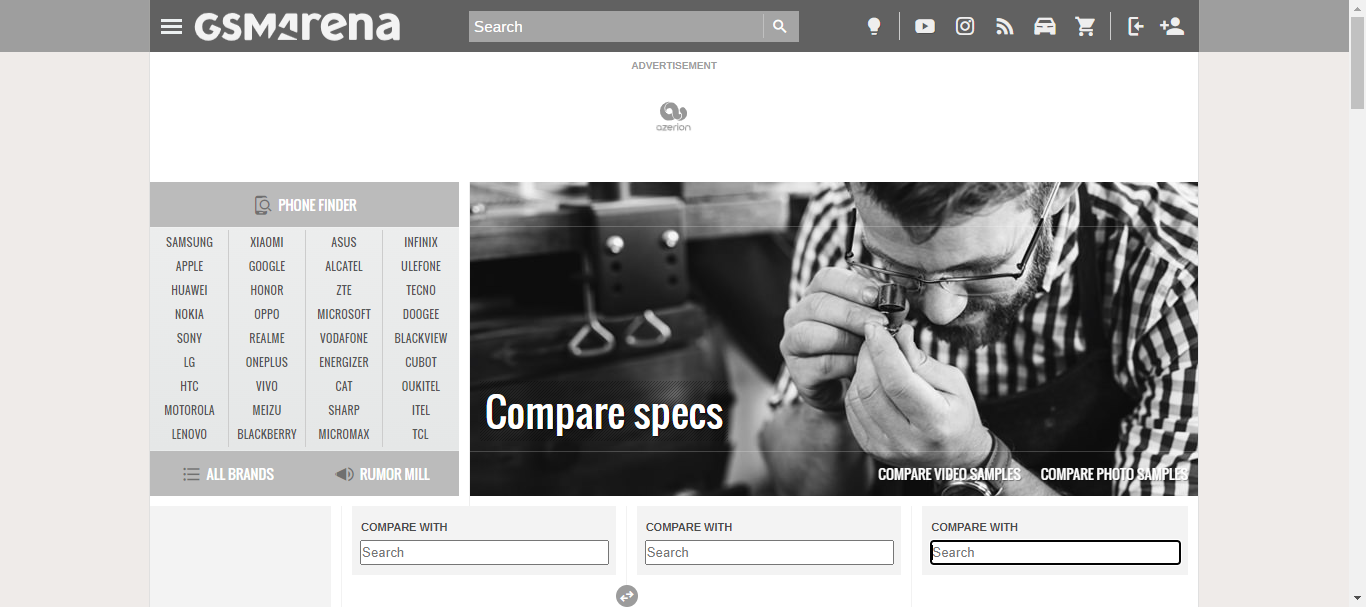 GSMArena
Search
ADVERTISEMENT
azerion
PHONE FINDER
SAMSUNG XIAOMI ASUS INFINIX
APPLE GOOGLE ALCATEL ULEFONE
HUAWEI HONOR ZTE TECNO
NOKIA OPPO MICROSOFT DOOGEE
SONY REALME VODAFONE BLACKVIEW
LG ONEPLUS ENERGIZER CUBOT
HTC VIVO CAT OUKITEL
MOTOROLA MEIZU SHARP ITEL
LENOVO BLACKBERRY MICROMAX TCL
ALL BRANDS RUMOR MILL
Compare specs
COMPARE VIDEO SAMPLES COMPARE PHOTO SAMPLES
COMPARE WITH COMPARE WITH COMPARE WITH
Search Search Search